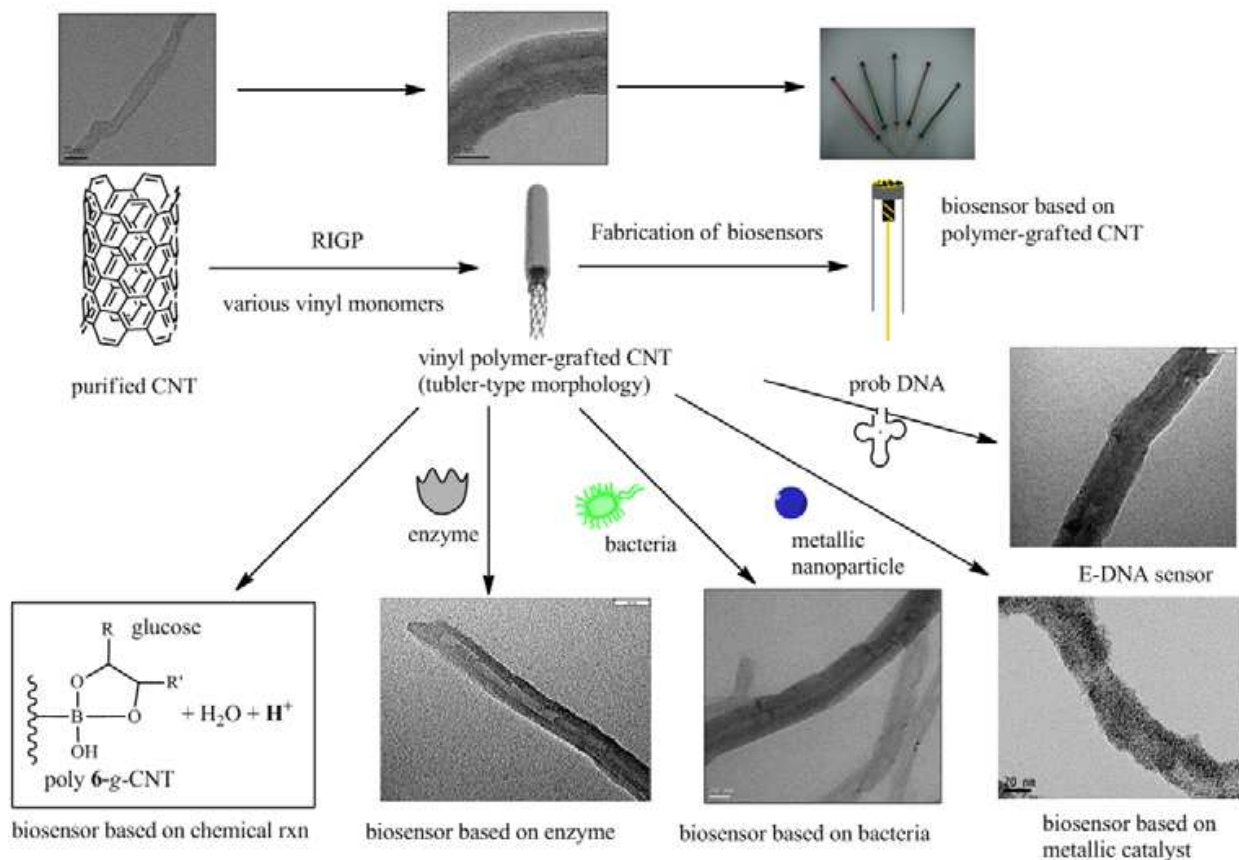 biosensor based on
polymer-grafted CNT
RIGP
Fabrication of biosensors
various vinyl monomers
purified CNT
vinyl polymer-grafted CNT
(tubler-type morphology)
prob DNA
enzyme
bacteria
metallic
nanoparticle
E-DNA sensor
R
glucose
O
R'
B
O
+ H₂O + H⁺
OH
poly 6-g-CNT
20 nm
biosensor based on chemical rxn
biosensor based on enzyme
biosensor based on bacteria
biosensor based on
metallic catalyst